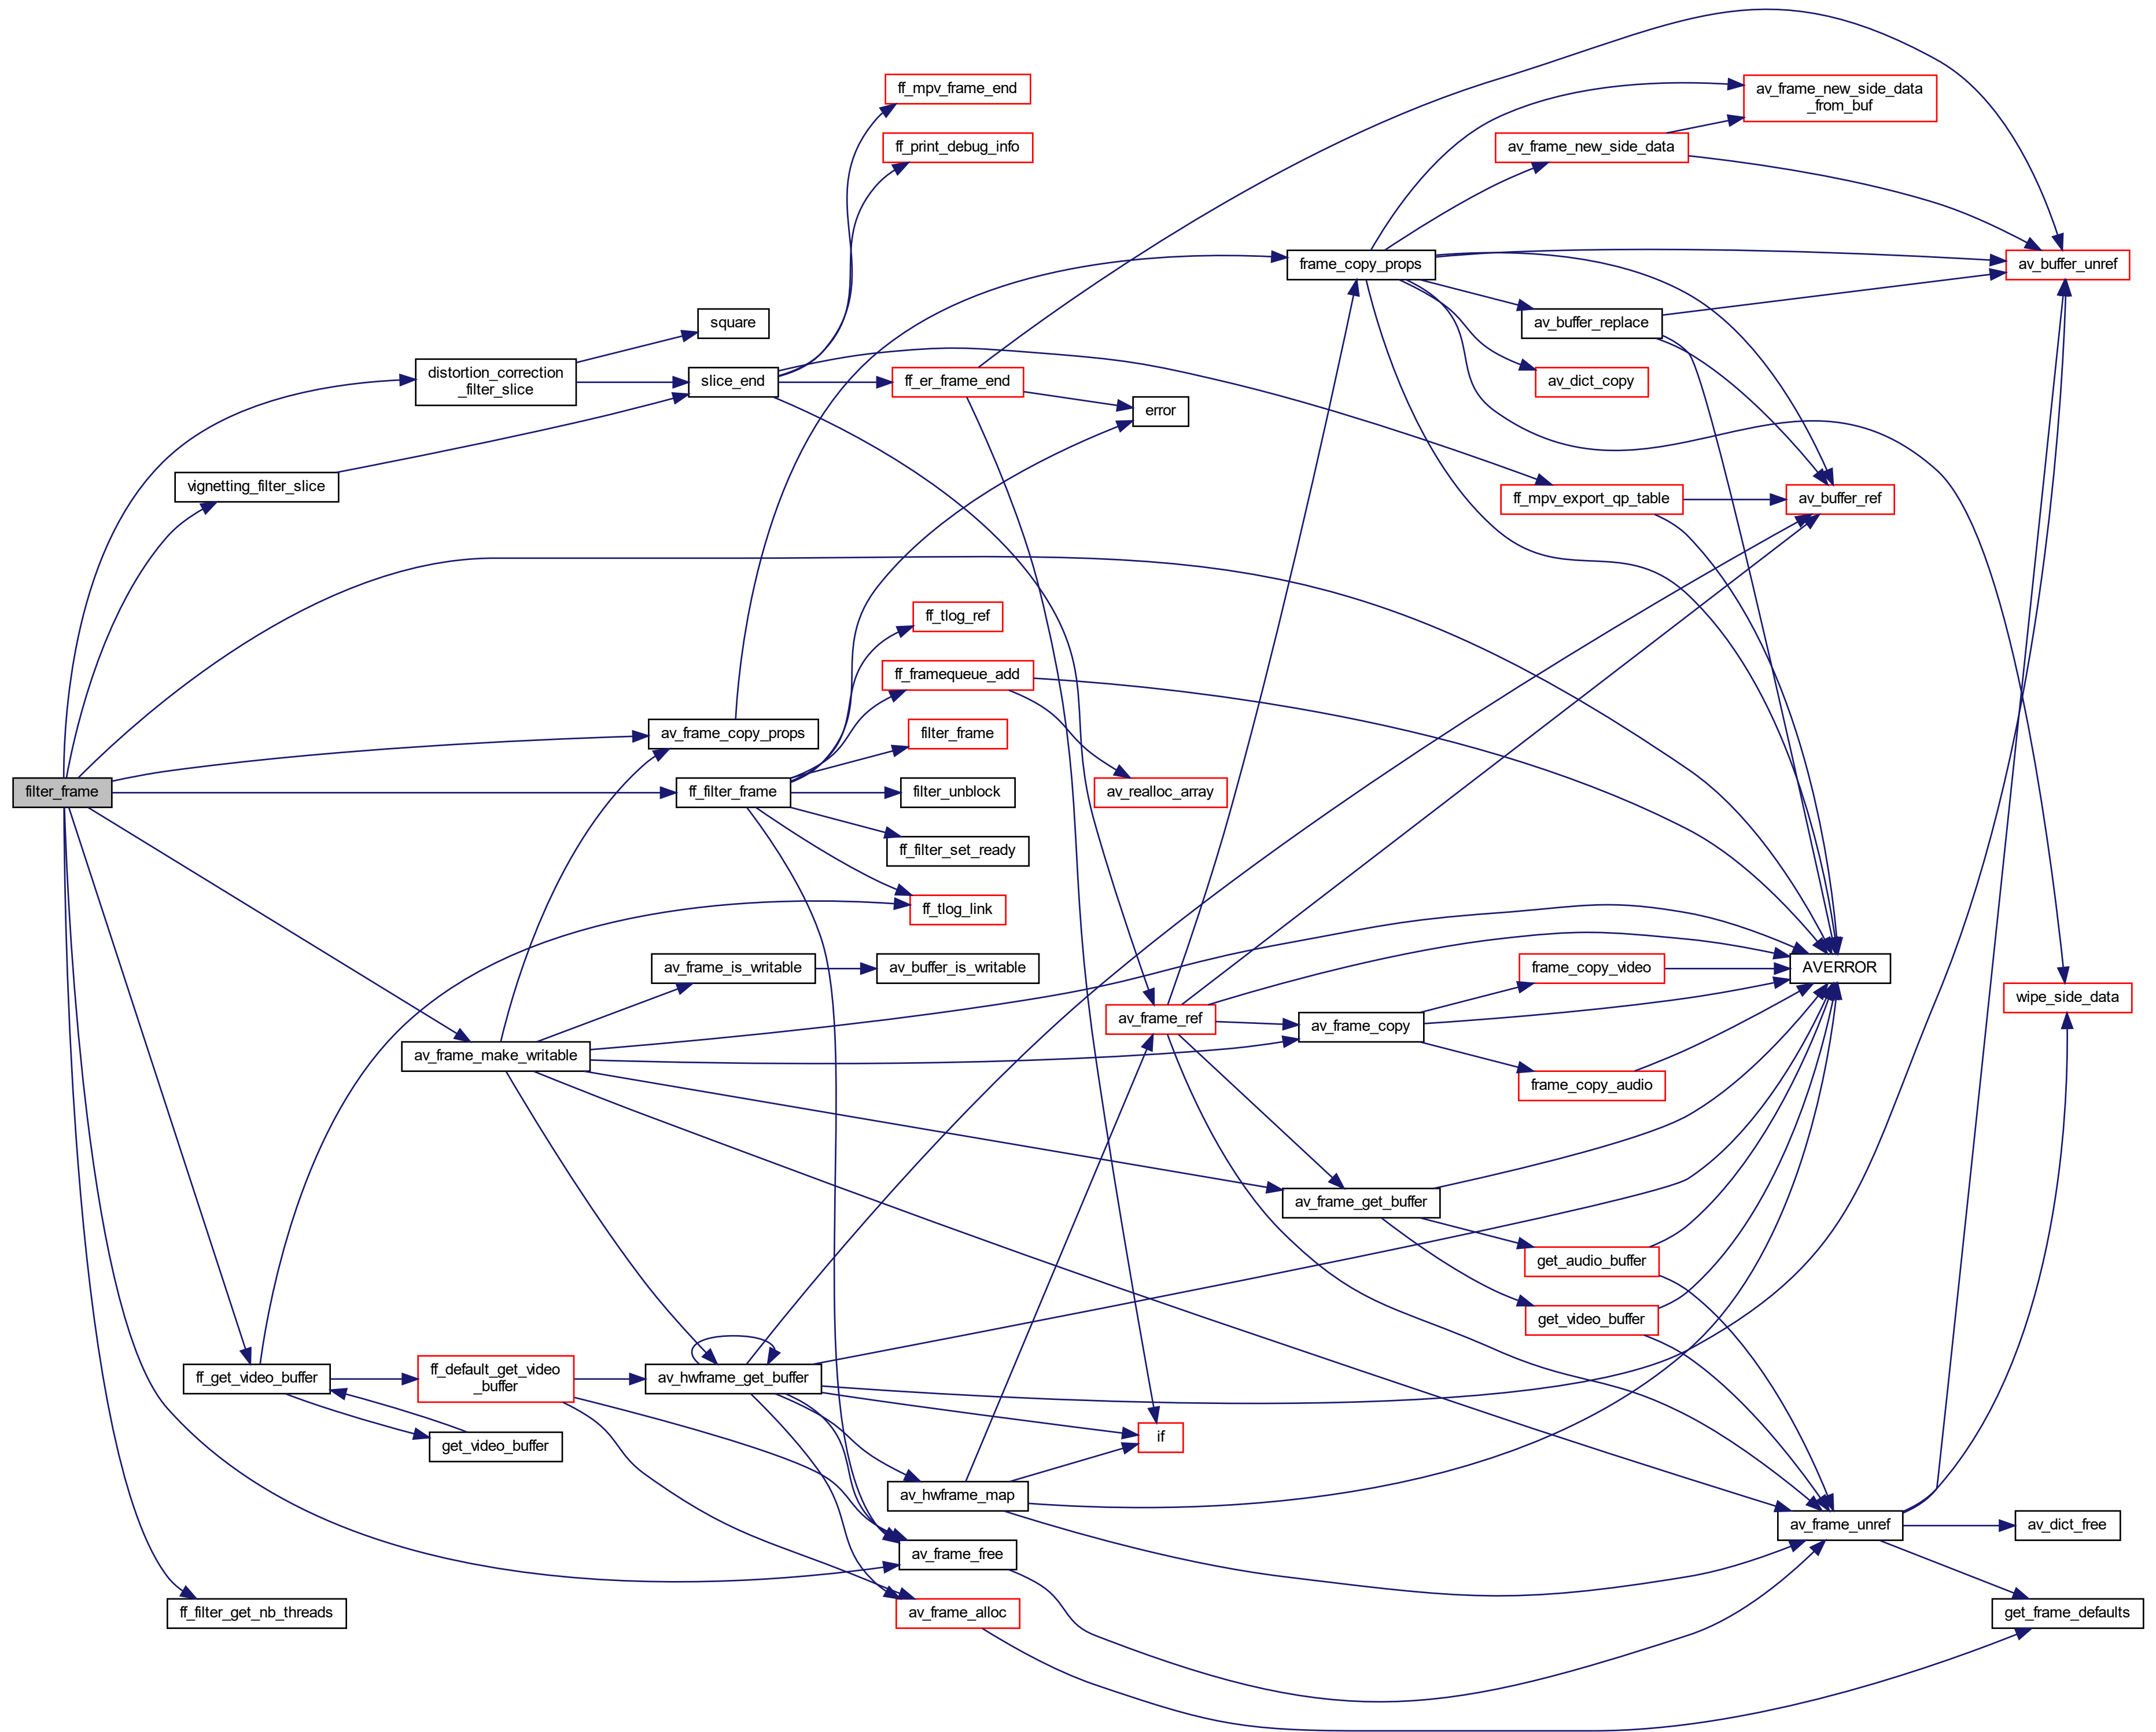 ff_mpv_frame_end
av_frame_new_side_data
_from_buf
ff_print_debug_info
av_frame_new_side_data
frame_copy_props
av_buffer_unref
square
av_buffer_replace
distortion_correction
_filter_slice
slice_end
ff_er_frame_end
av_dict_copy
error
vignetting_filter_slice
ff_mpv_export_qp_table
av_buffer_ref
ff_tlog_ref
ff_framequeue_add
av_frame_copy_props
filter_frame
filter_frame
ff_filter_frame
filter_unblock
av_realloc_array
ff_filter_set_ready
ff_tlog_link
av_frame_is_writable
av_buffer_is_writable
frame_copy_video
AVERROR
wipe_side_data
av_frame_ref
av_frame_copy
av_frame_make_writable
frame_copy_audio
av_frame_get_buffer
get_audio_buffer
get_video_buffer
ff_get_video_buffer
ff_default_get_video
_buffer
av_hwframe_get_buffer
get_video_buffer
if
av_hwframe_map
av_frame_unref
av_dict_free
av_frame_free
ff_filter_get_nb_threads
av_frame_alloc
get_frame_defaults